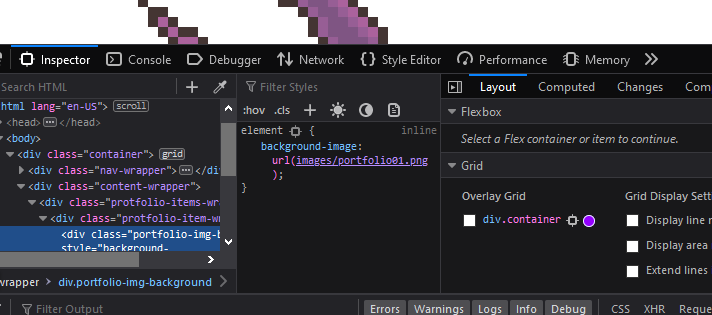 Inspector Console Debugger Network Style Editor Performance Memory
Search HTML
Filter Styles
Layout Computed Changes Com
:hov .cls
html lang="en-US"> scroll
<head> </head>
<body>
<div class="container"> grid
<div class="nav-wrapper"> </div>
<div class="content-wrapper">
<div class="protfolio-items-wr
<div class="protfolio-item-w
<div class="portfolio-img-b
style="background-
wrapper div.portfolio-img-background
element { inline
background-image:
url(images/portfolio01.png
);
}
Flexbox
Select a Flex container or item to continue.
Grid
Overlay Grid
div.container
Grid Display Sett
Display line n
Display area
Extend lines
Filter Output
Errors Warnings Logs Info Debug CSS XHR Reque